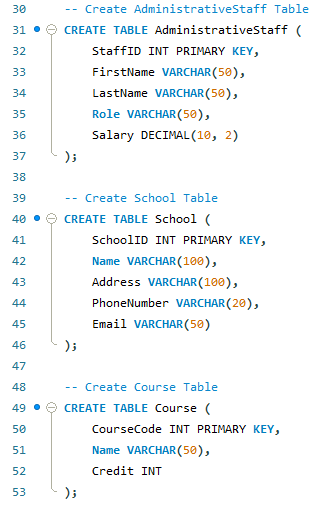 30 -- Create AdministrativeStaff Table
31 CREATE TABLE AdministrativeStaff (
32 StaffID INT PRIMARY KEY,
33 FirstName VARCHAR(50),
34 LastName VARCHAR(50),
35 Role VARCHAR(50),
36 Salary DECIMAL(10, 2)
37 );
38
39 -- Create School Table
40 CREATE TABLE School (
41 SchoolID INT PRIMARY KEY,
42 Name VARCHAR(100),
43 Address VARCHAR(100),
44 PhoneNumber VARCHAR(20),
45 Email VARCHAR(50)
46 );
47
48 -- Create Course Table
49 CREATE TABLE Course (
50 CourseCode INT PRIMARY KEY,
51 Name VARCHAR(50),
52 Credit INT
53 );